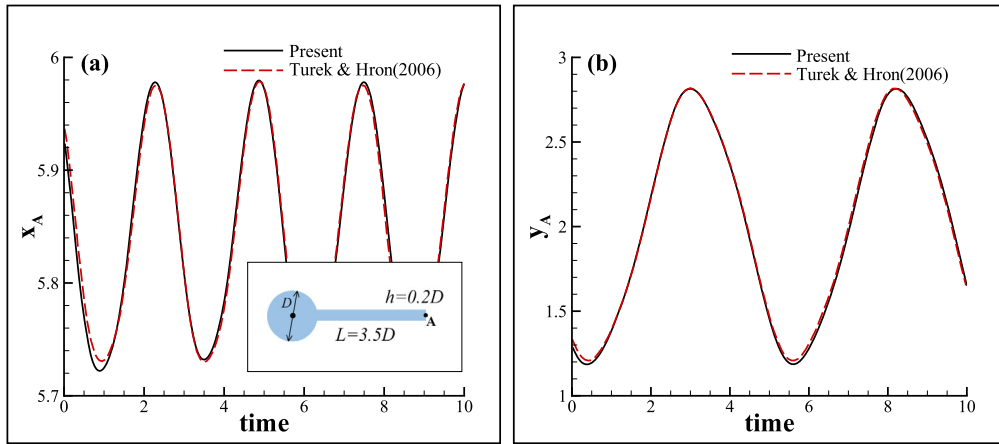 (a)
Present
Turek & Hron(2006)
6
5.9
5.8
5.7
x_A
0 2 4 6 8 10
time
D
h=0.2D
A
L=3.5D
(b)
Present
Turek & Hron(2006)
3
2.5
2
1.5
1
y_A
0 2 4 6 8 10
time